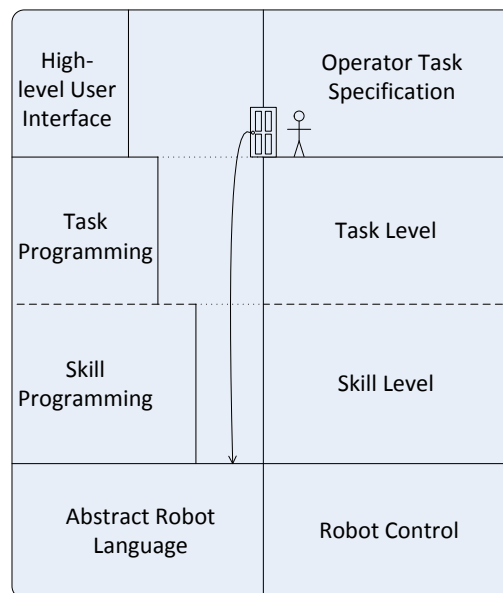 High-
level User
Interface
Operator Task
Specification
Task
Programming
Task Level
Skill
Programming
Skill Level
Abstract Robot
Language
Robot Control